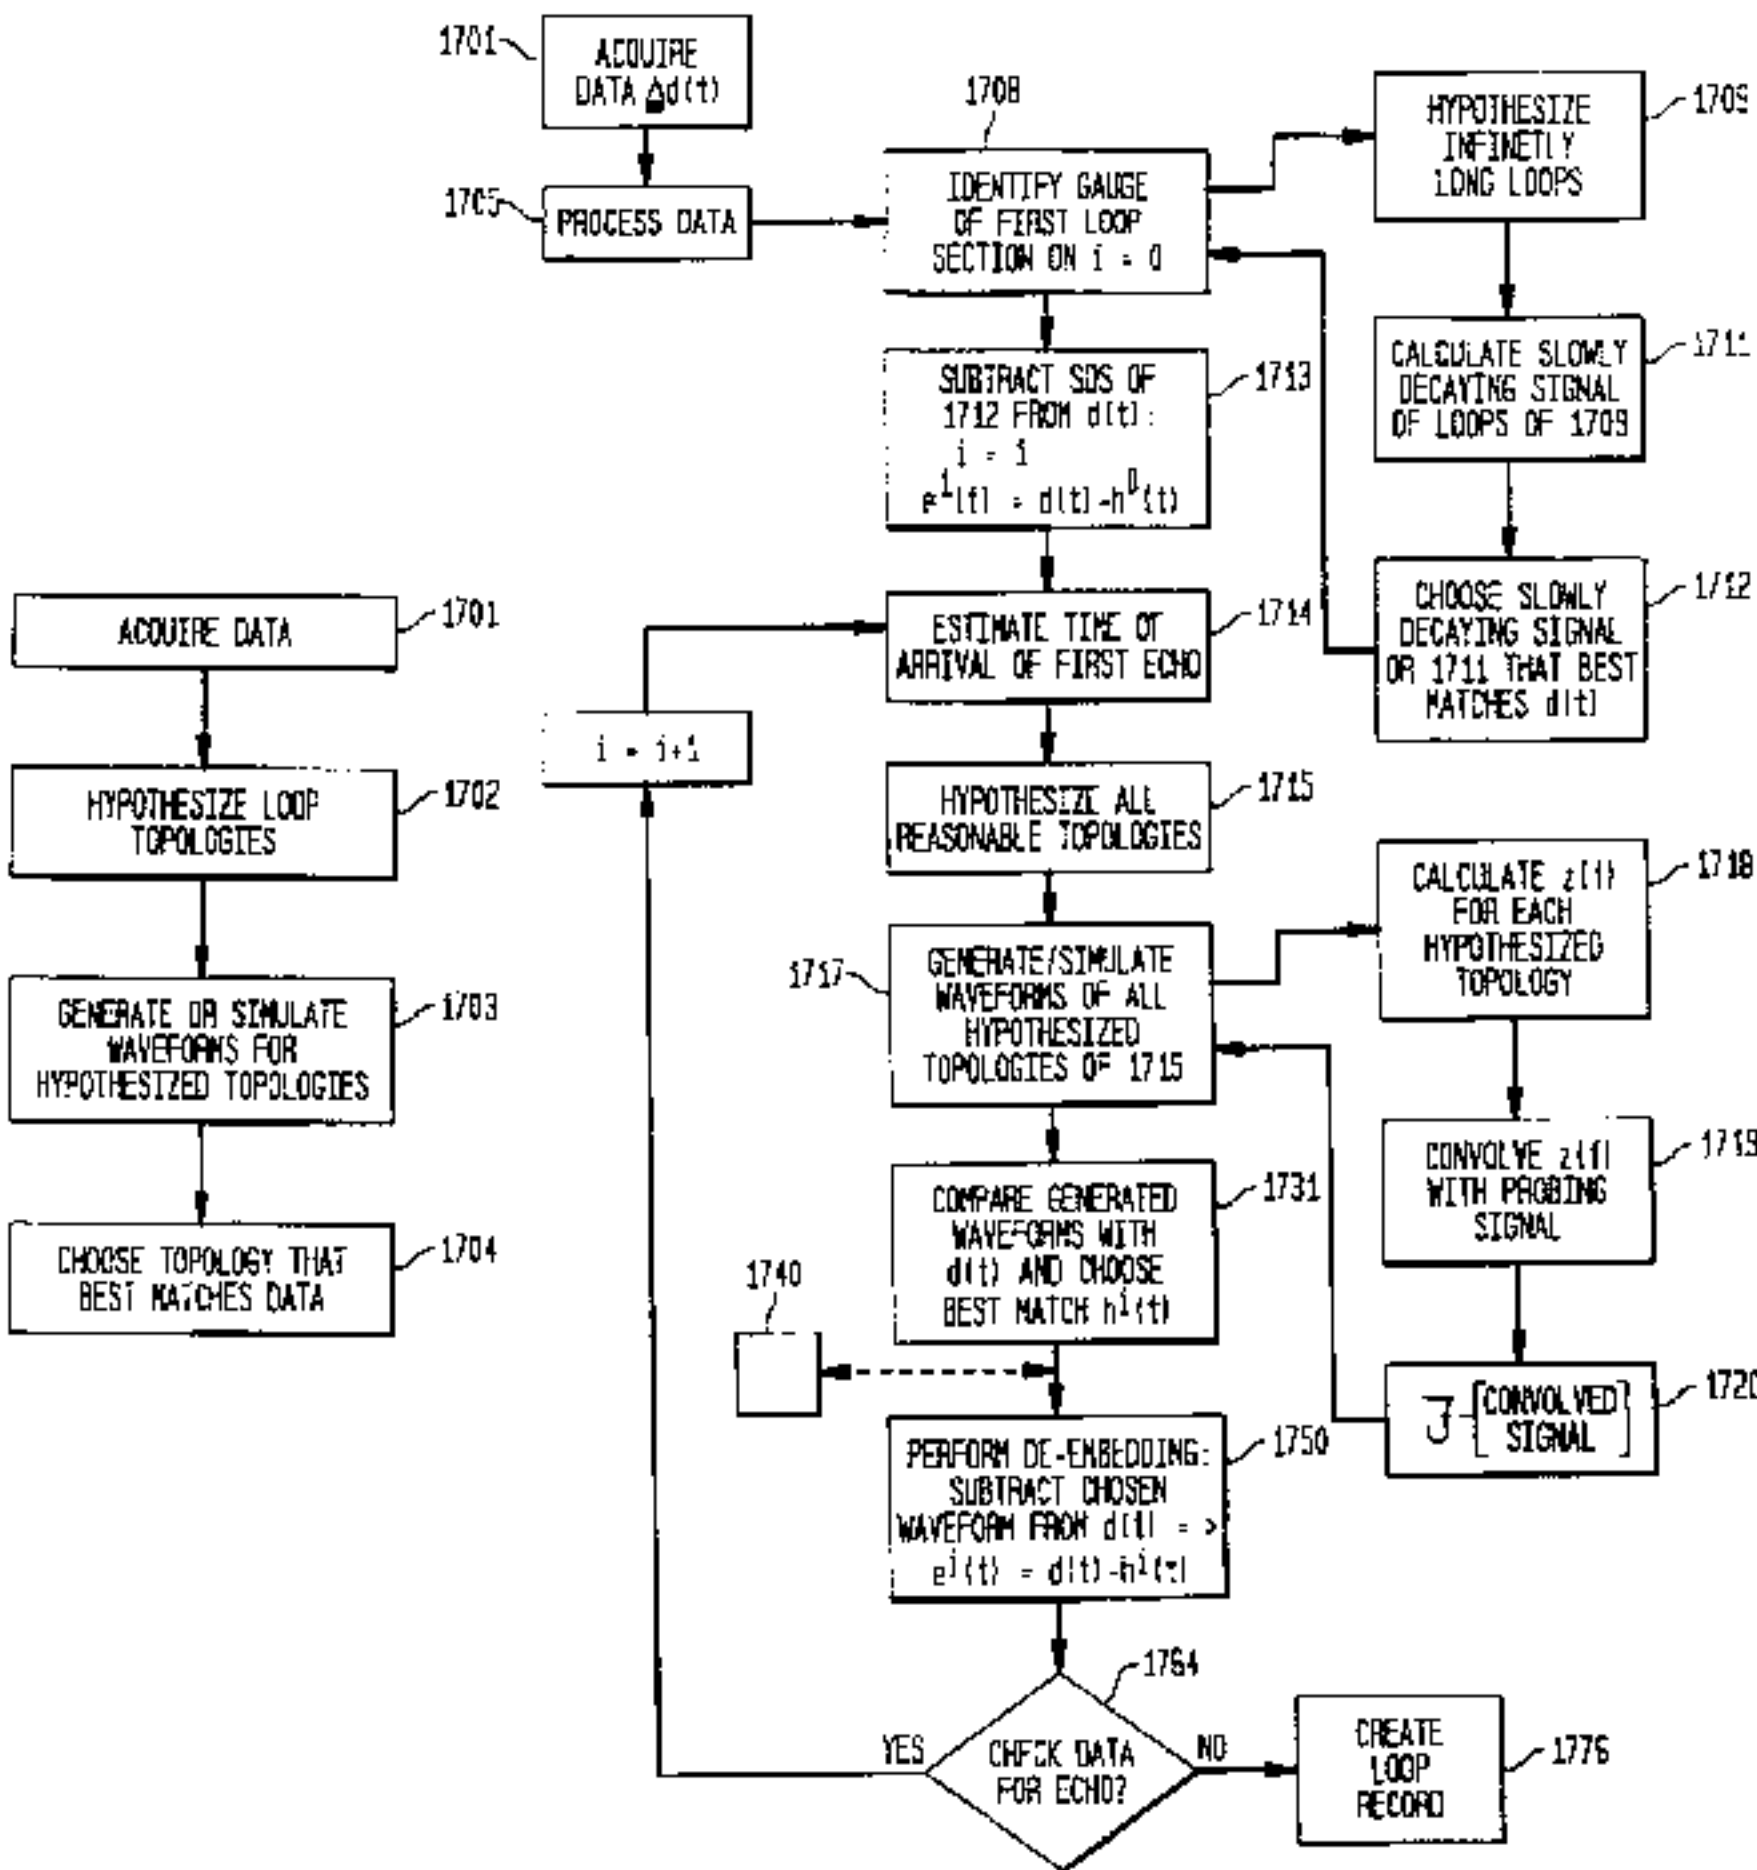 1701
ACQUIRE
DATA Δd(t)
1705
PROCESS DATA
1708
IDENTIFY GAUGE
OF FIRST LOOP
SECTION ON i = 0
1709
HYPOTHESIZE
INFINETLY
LONG LOOPS
1711
CALCULATE SLOWLY
DECAYING SIGNAL
OF LOOPS OF 1709
1712
CHOOSE SLOWLY
DECAYING SIGNAL
OR 1711 THAT BEST
MATCHES d(t)
1713
SUBTRACT SDS OF
1712 FROM d(t):
i = 1
e¹(t) = d(t)-h⁰(t)
1714
ESTIMATE TIME OF
ARRIVAL OF FIRST ECHO
i = i+1
1715
HYPOTHESIZE ALL
REASONABLE TOPOLOGIES
1717
GENERATE/SIMULATE
WAVEFORMS OF ALL
HYPOTHESIZED
TOPOLOGIES OF 1715
1718
CALCULATE z(f)
FOR EACH
HYPOTHESIZED
TOPOLOGY
1719
CONVOLVE z(f)
WITH PROBING
SIGNAL
1720
[CONVOLVED
SIGNAL]
1731
COMPARE GENERATED
WAVEFORMS WITH
d(t) AND CHOOSE
BEST MATCH hⁱ(t)
1740
1750
PERFORM DE-EMBEDDING:
SUBTRACT CHOSEN
WAVEFORM FROM d(t) = >
eⁱ(t) = d(t)-hⁱ(t)
1764
CHECK DATA
FOR ECHO?
YES
NO
1776
CREATE
LOOP
RECORD
1701
ACQUIRE DATA
1702
HYPOTHESIZE LOOP
TOPOLOGIES
1703
GENERATE OR SIMULATE
WAVEFORMS FOR
HYPOTHESIZED TOPOLOGIES
1704
CHOOSE TOPOLOGY THAT
BEST MATCHES DATA